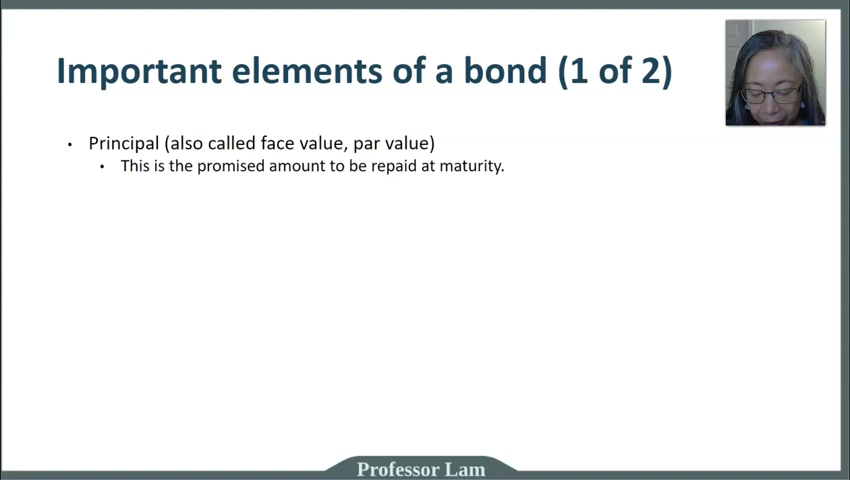 Important elements of a bond (1 of 2)
• Principal (also called face value, par value)
• This is the promised amount to be repaid at maturity.
Professor Lam